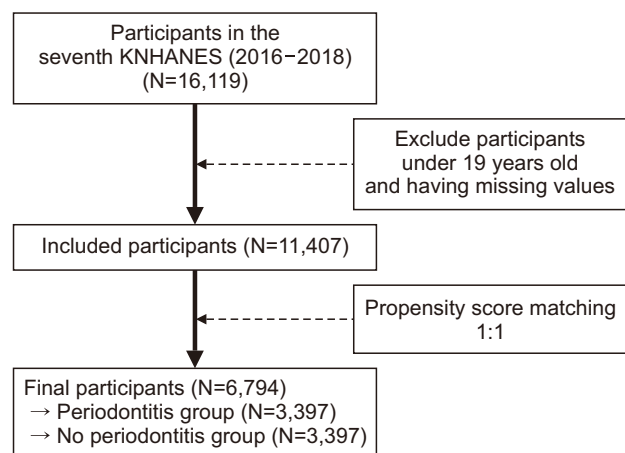 Participants in the
seventh KNHANES (2016−2018)
(N=16,119)
Exclude participants
under 19 years old
and having missing values
Included participants (N=11,407)
Propensity score matching
1:1
Final participants (N=6,794)
→ Periodontitis group (N=3,397)
→ No periodontitis group (N=3,397)